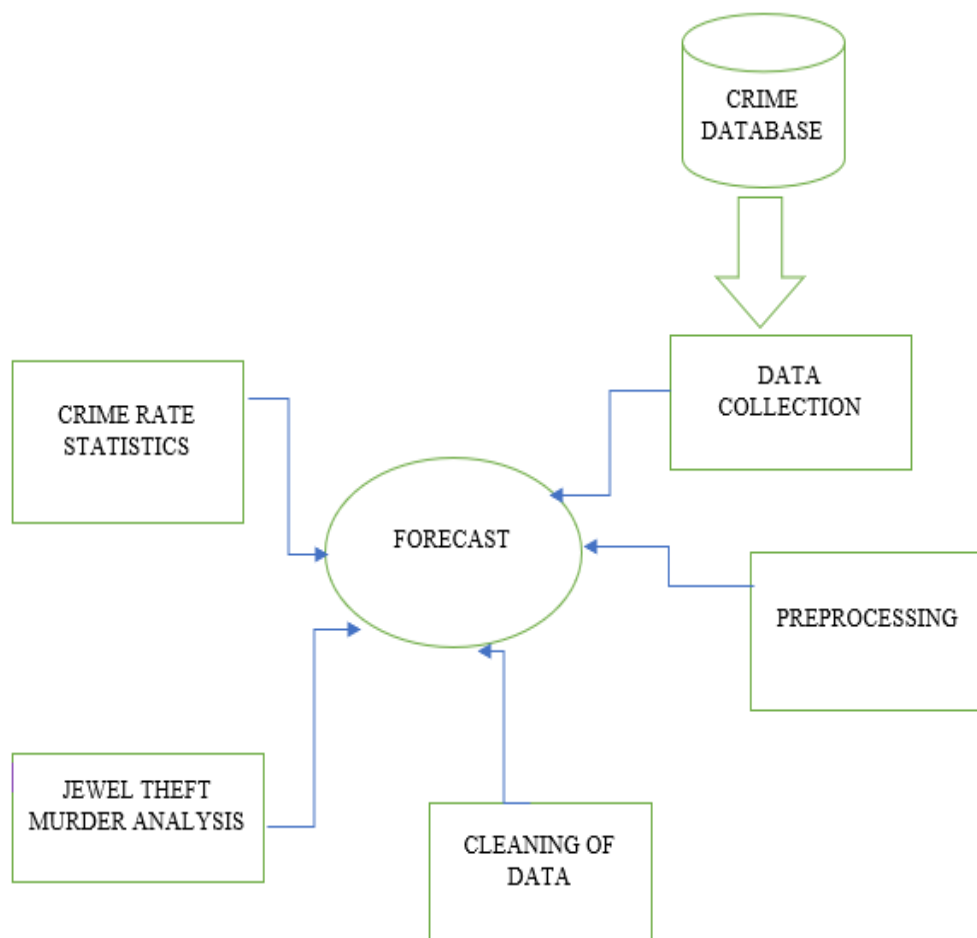 CRIME
DATABASE
DATA
COLLECTION
CRIME RATE
STATISTICS
FORECAST
PREPROCESSING
JEWEL THEFT
MURDER ANALYSIS
CLEANING OF
DATA